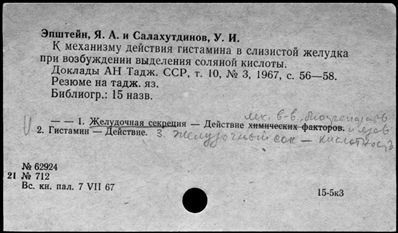 Эпштейн, Я. А. и Салахутдинов, У. И.
К механизму действия гистамина в слизистой желудка
при возбуждении выделения соляной кислоты.
Доклады АН Тадж. ССР, т. 10, № 3, 1967, с. 56—58.
Резюме на тадж. яз.
Библиогр.: 15 назв.
лек. в-в
— — 1. Желудочная секреция — Действие химических факторов.
2. Гистамин — Действие. 3. Желудочный сок — кислотность
№ 62924
21 № 712
Вс. кн. пал. 7 VII 67
15-5к3